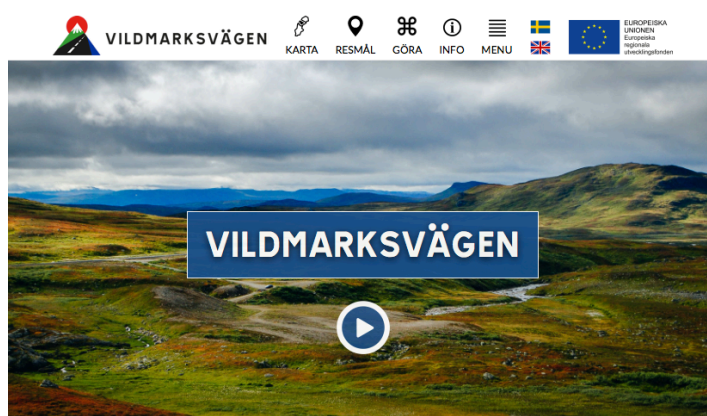 VILDMARKSVÄGEN
KARTA
RESMÅL
GÖRA
INFO
MENU
EUROPEISKA
UNIONEN
Europeiska
regionala
utvecklingsfonden
VILDMARKSVÄGEN